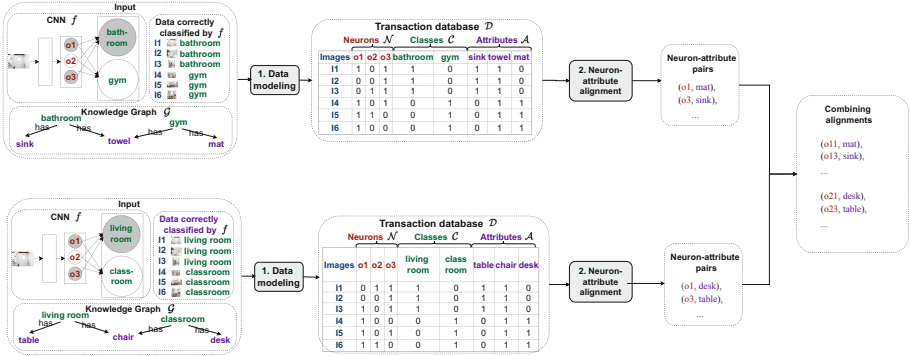 Input
CNN f
Data correctly
classified by f
o1
o2
o3
bath-
room
gym
I1 bathroom
I2 bathroom
I3 bathroom
I4 gym
I5 gym
I6 gym
Knowledge Graph G
bathroom
gym
has
has
has
has
sink
towel
mat
1. Data
modeling
Transaction database D
Neurons N Classes C Attributes A
Images o1 o2 o3 bathroom gym sink towel mat
I1 1 0 1 1 0 1 1 0
I2 0 0 1 1 0 1 1 0
I3 0 1 1 1 0 1 1 0
I4 1 0 0 0 1 0 1 1
I5 1 1 0 0 1 0 1 1
I6 1 0 0 0 1 0 1 1
2. Neuron-
attribute
alignment
Neuron-attribute
pairs
(o1, mat),
(o3, sink),
...
Combining
alignments
(o11, mat),
(o13, sink),
...
(o21, desk),
(o23, table),
...
Input
CNN f
Data correctly
classified by f
o1
o2
o3
living
room
class-
room
I1 living room
I2 living room
I3 living room
I4 classroom
I5 classroom
I6 classroom
Knowledge Graph G
living room
classroom
has
has
has
has
table
chair
desk
1. Data
modeling
Transaction database D
Neurons N Classes C Attributes A
Images o1 o2 o3 living room class room table chair desk
I1 0 1 1 1 0 1 1 0
I2 0 0 1 1 0 1 1 0
I3 1 0 1 1 0 1 1 0
I4 1 0 0 0 1 0 1 1
I5 1 1 0 0 1 0 1 1
I6 1 0 1 0 1 0 1 1
2. Neuron-
attribute
alignment
Neuron-attribute
pairs
(o1, desk),
(o3, table),
...